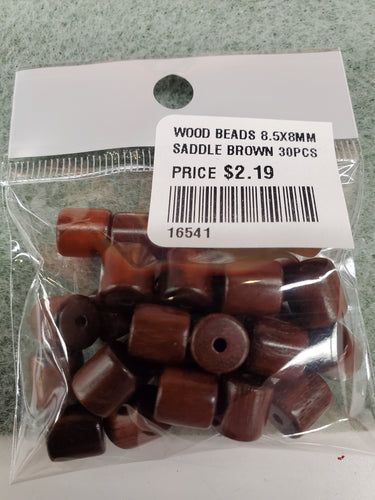 WOOD BEADS 8.5X8MM
SADDLE BROWN 30PCS
PRICE $2.19
16541